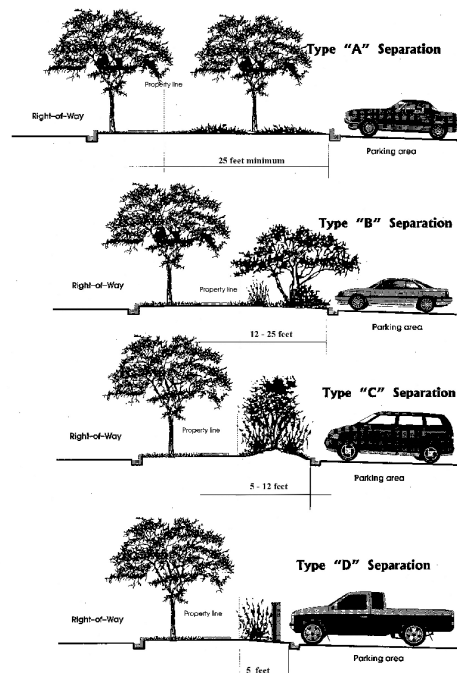 Type "A" Separation
Property line
Right-of-Way
Parking area
25 feet minimum
Type "B" Separation
Property line
Right-of-Way
Parking area
12 - 25 feet
Type "C" Separation
Property line
Right-of-Way
Parking area
5 - 12 feet
Type "D" Separation
Property line
Right-of-Way
Parking area
5 feet